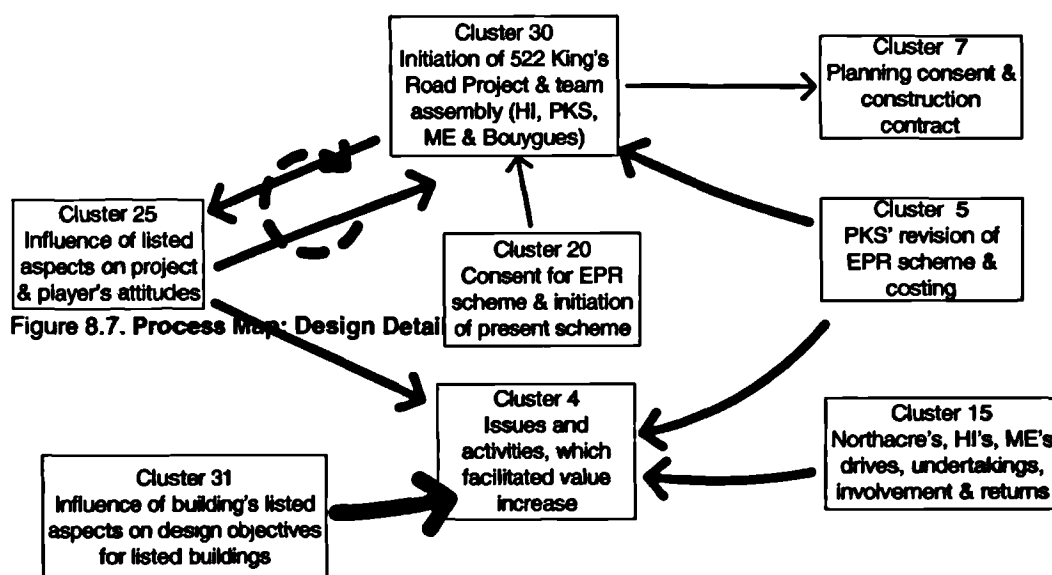 Cluster 30
Initiation of 522 King's
Road Project & team
assembly (HI, PKS,
ME & Bouygues)
Cluster 7
Planning consent &
construction
contract
Cluster 25
Influence of listed
aspects on project
& player's attitudes
Cluster 20
Consent for EPR
scheme & initiation
of present scheme
Cluster 5
PKS' revision of
EPR scheme &
costing
Figure 8.7. Process Map: Design Detail
Cluster 4
Issues and
activities, which
facilitated value
increase
Cluster 15
Northacre's, HI's, ME's
drives, undertakings,
involvement & returns
Cluster 31
Influence of building's listed
aspects on design objectives
for listed buildings